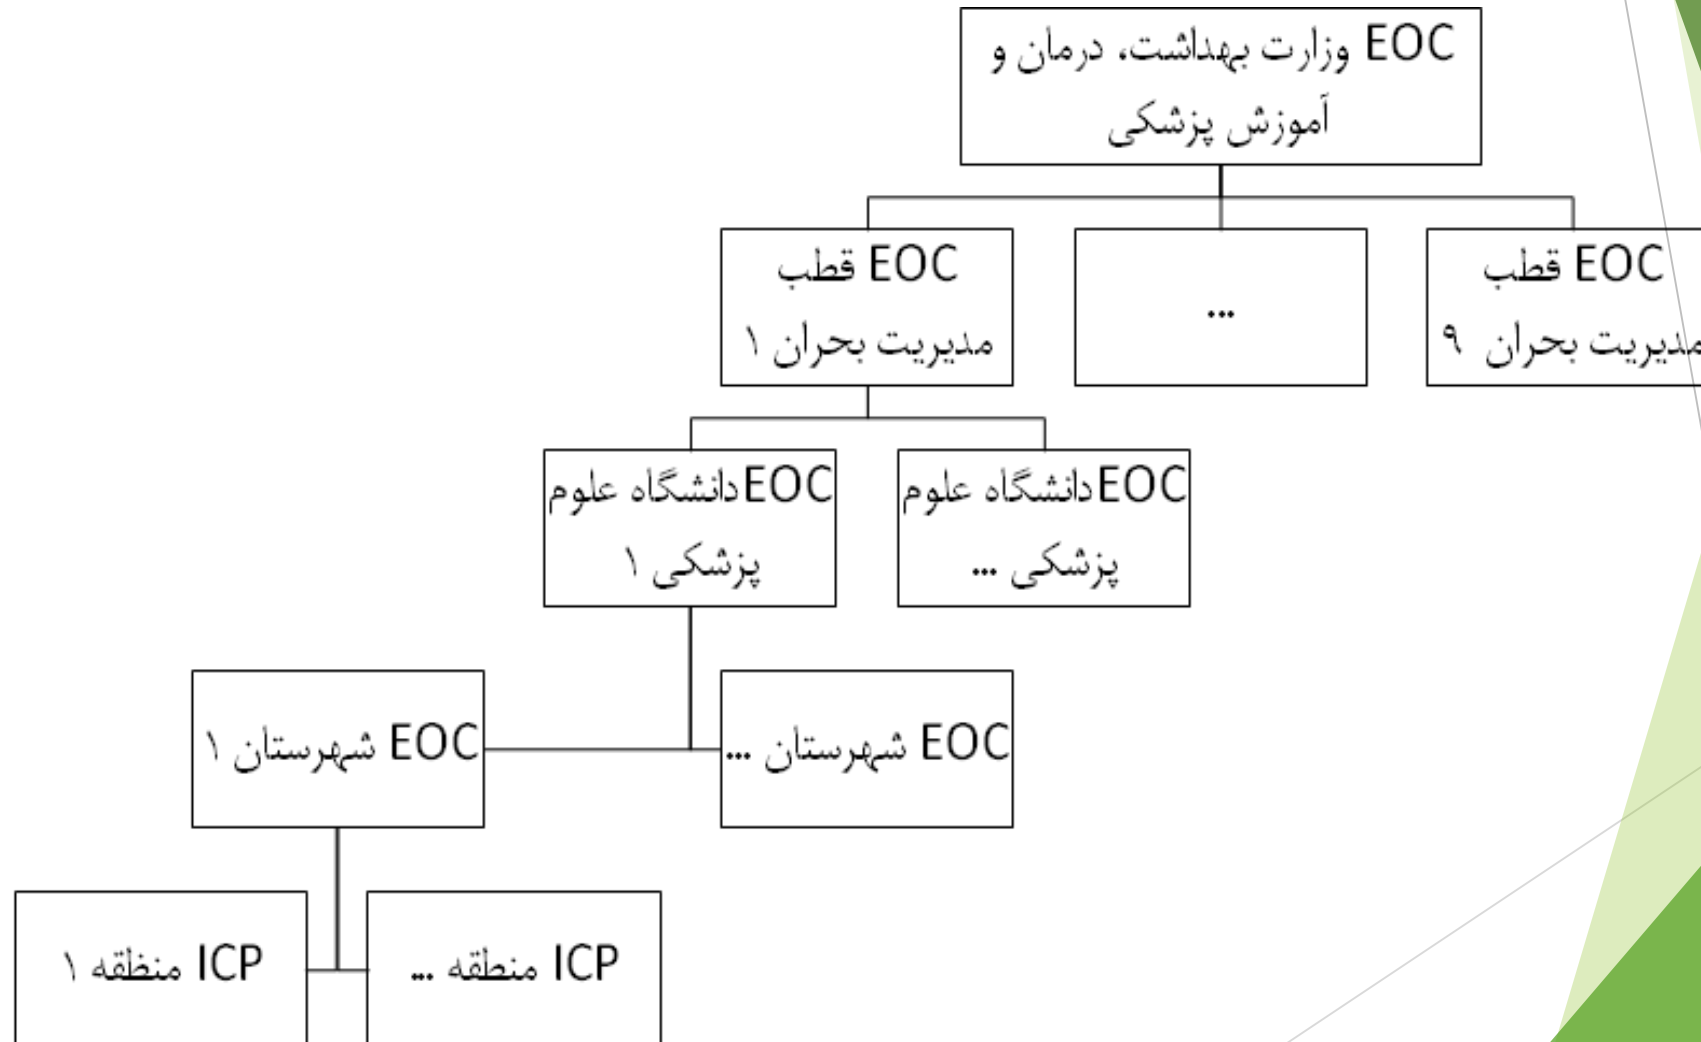 EOC وزارت بهداشت، درمان و
آموزش پزشکی
EOC قطب
مدیریت بحران ۹
...
EOC قطب
مدیریت بحران ۱
EOCدانشگاه علوم
پزشکی ...
EOCدانشگاه علوم
پزشکی ۱
EOC شهرستان ...
EOC شهرستان ۱
ICP منطقه ...
ICP منظقه ۱